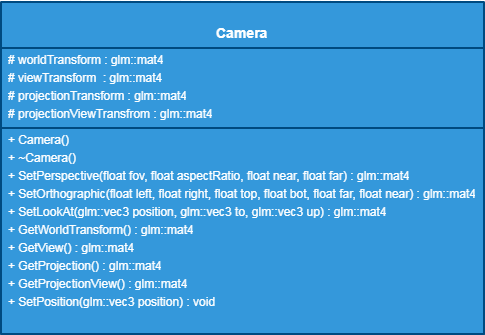 Camera
# worldTransform : glm::mat4
# viewTransform : glm::mat4
# projectionTransform : glm::mat4
# projectionViewTransfrom : glm::mat4
+ Camera()
+ ~Camera()
+ SetPerspective(float fov, float aspectRatio, float near, float far) : glm::mat4
+ SetOrthographic(float left, float right, float top, float bot, float far, float near) : glm::mat4
+ SetLookAt(glm::vec3 position, glm::vec3 to, glm::vec3 up) : glm::mat4
+ GetWorldTransform() : glm::mat4
+ GetView() : glm::mat4
+ GetProjection() : glm::mat4
+ GetProjectionView() : glm::mat4
+ SetPosition(glm::vec3 position) : void